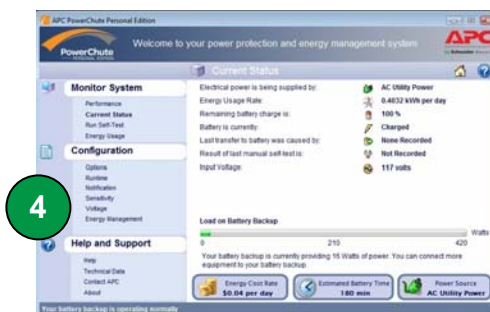 APC PowerChute Personal Edition
PowerChute
PERSONAL EDITION
Welcome to your power protection and energy management system
APC
by Schneider Electric
Current Status
Monitor System
Performance
Current Status
Run Self-Test
Energy Usage
Configuration
Options
Runtime
Notification
Sensitivity
Voltage
Energy Management
4
Help and Support
Help
Technical Data
Contact APC
About
Electrical power is being supplied by: AC Utility Power
Energy Usage Rate: 0.4032 kWh per day
Remaining battery charge is: 100 %
Battery is currently: Charged
Last transfer to battery was caused by: None Recorded
Result of last manual self-test is: Not Recorded
Input Voltage: 117 volts
Load on Battery Backup
Watts
0 210 420
Your battery backup is currently providing 16 Watts of power. You can connect more
equipment to your battery backup.
Energy Cost Rate
$0.04 per day
Estimated Battery Time
180 min
Power Source
AC Utility Power
Your battery backup is operating normally